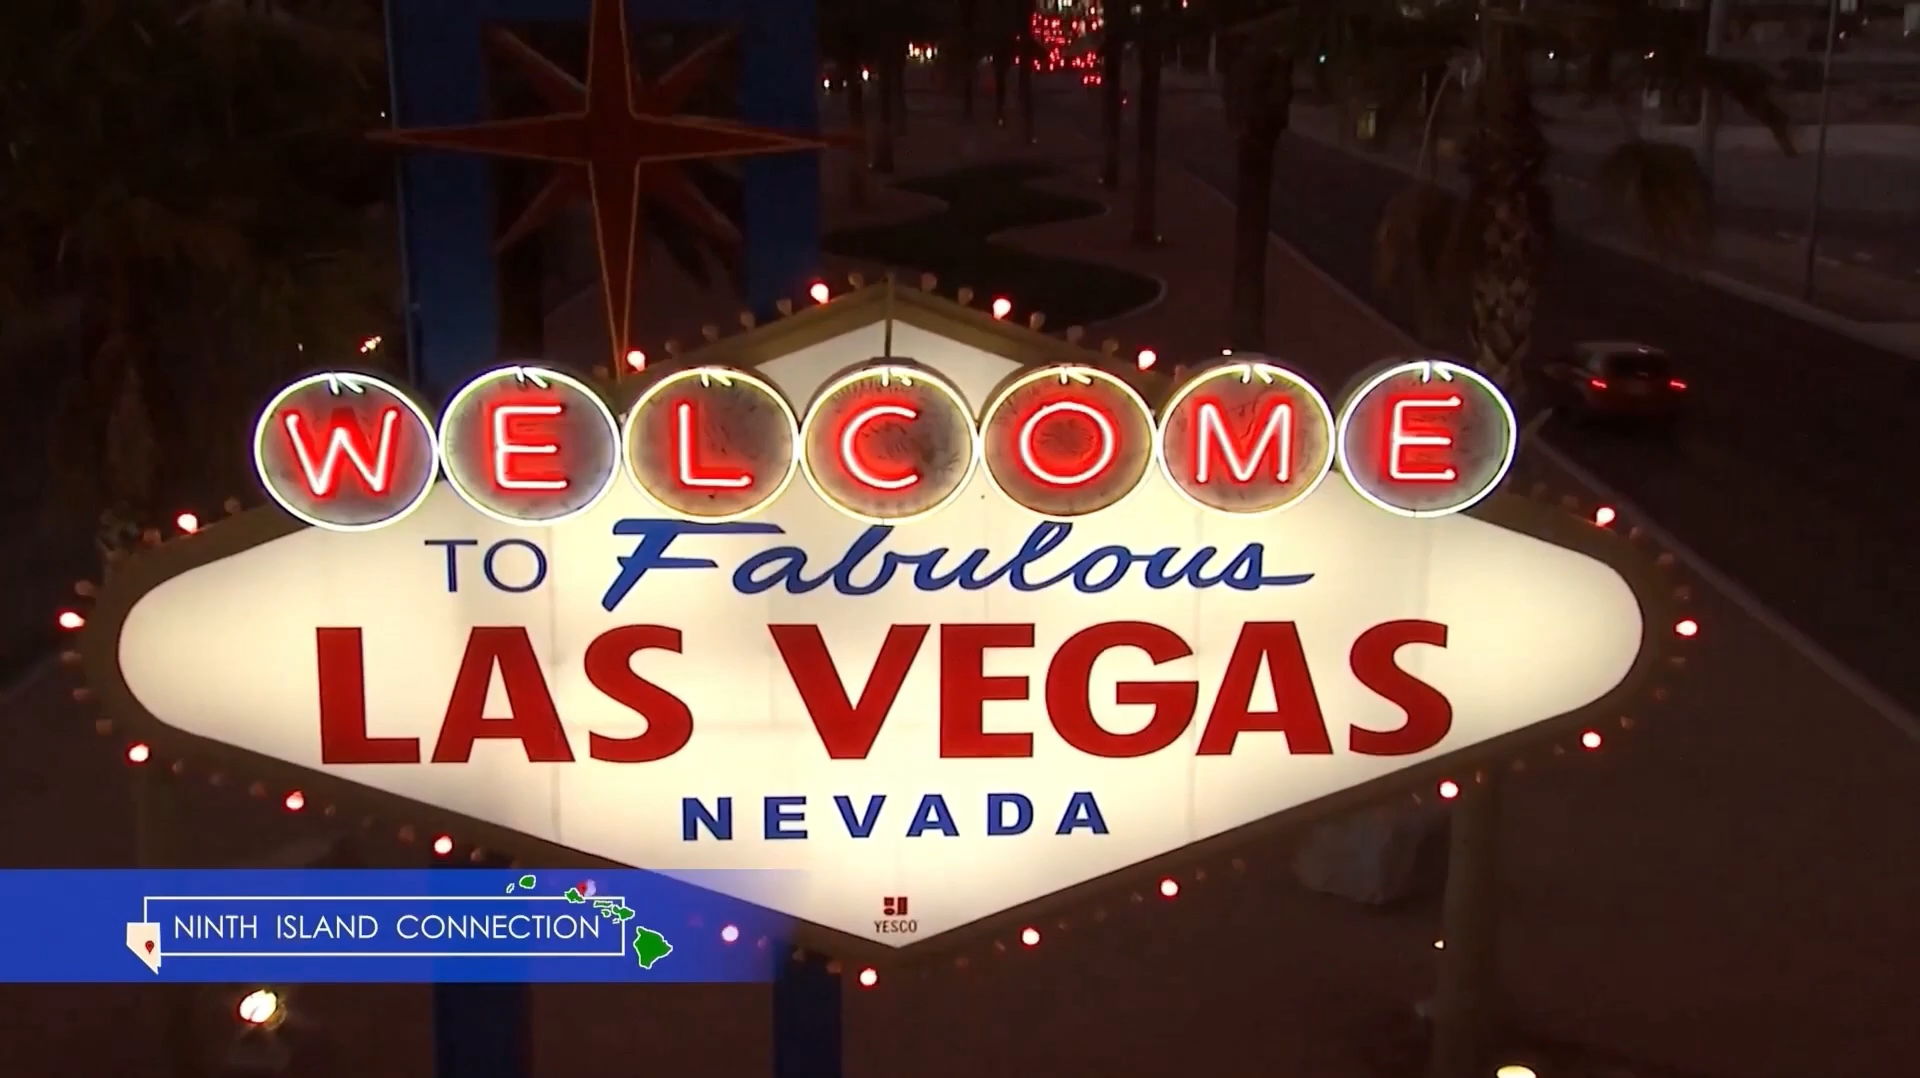 WELCOME
TO Fabulous
LAS VEGAS
NEVADA
YESCO
NINTH ISLAND CONNECTION